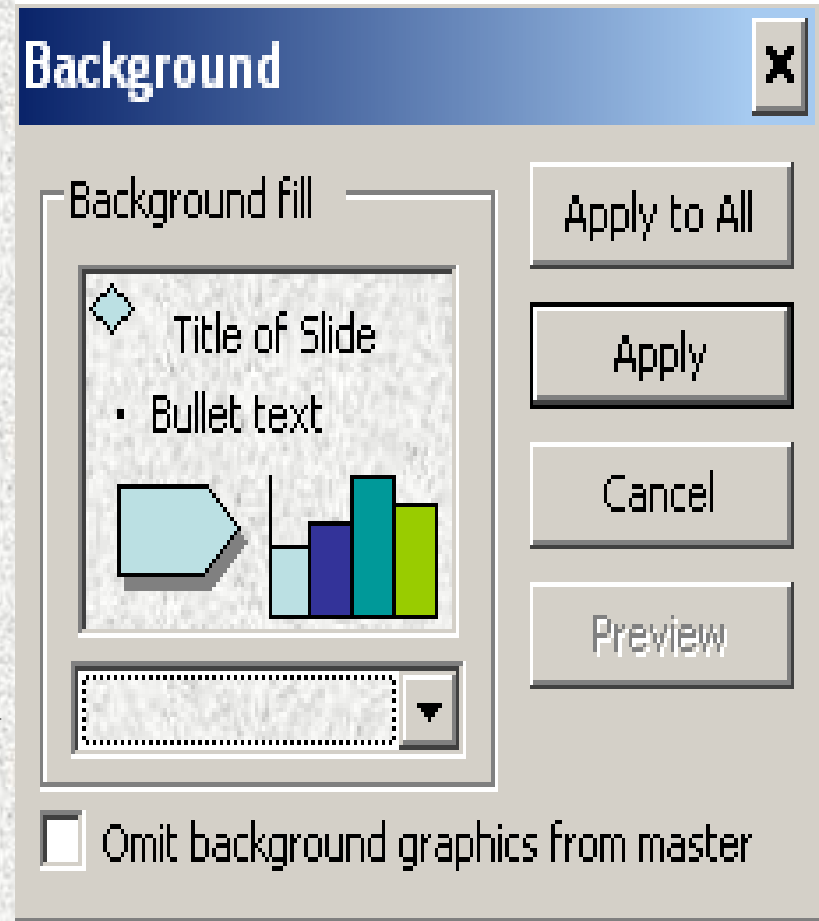 Background
Background fill
Title of Slide
• Bullet text
Apply to All
Apply
Cancel
Preview
Omit background graphics from master